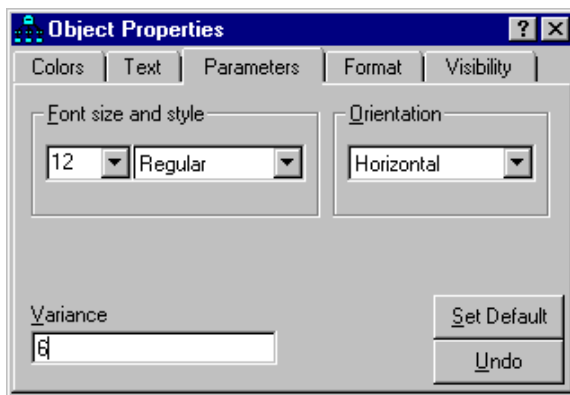 Object Properties ? ×
Colors Text Parameters Format Visibility
Font size and style Orientation
12 Regular Horizontal
Variance Set Default
6 Undo